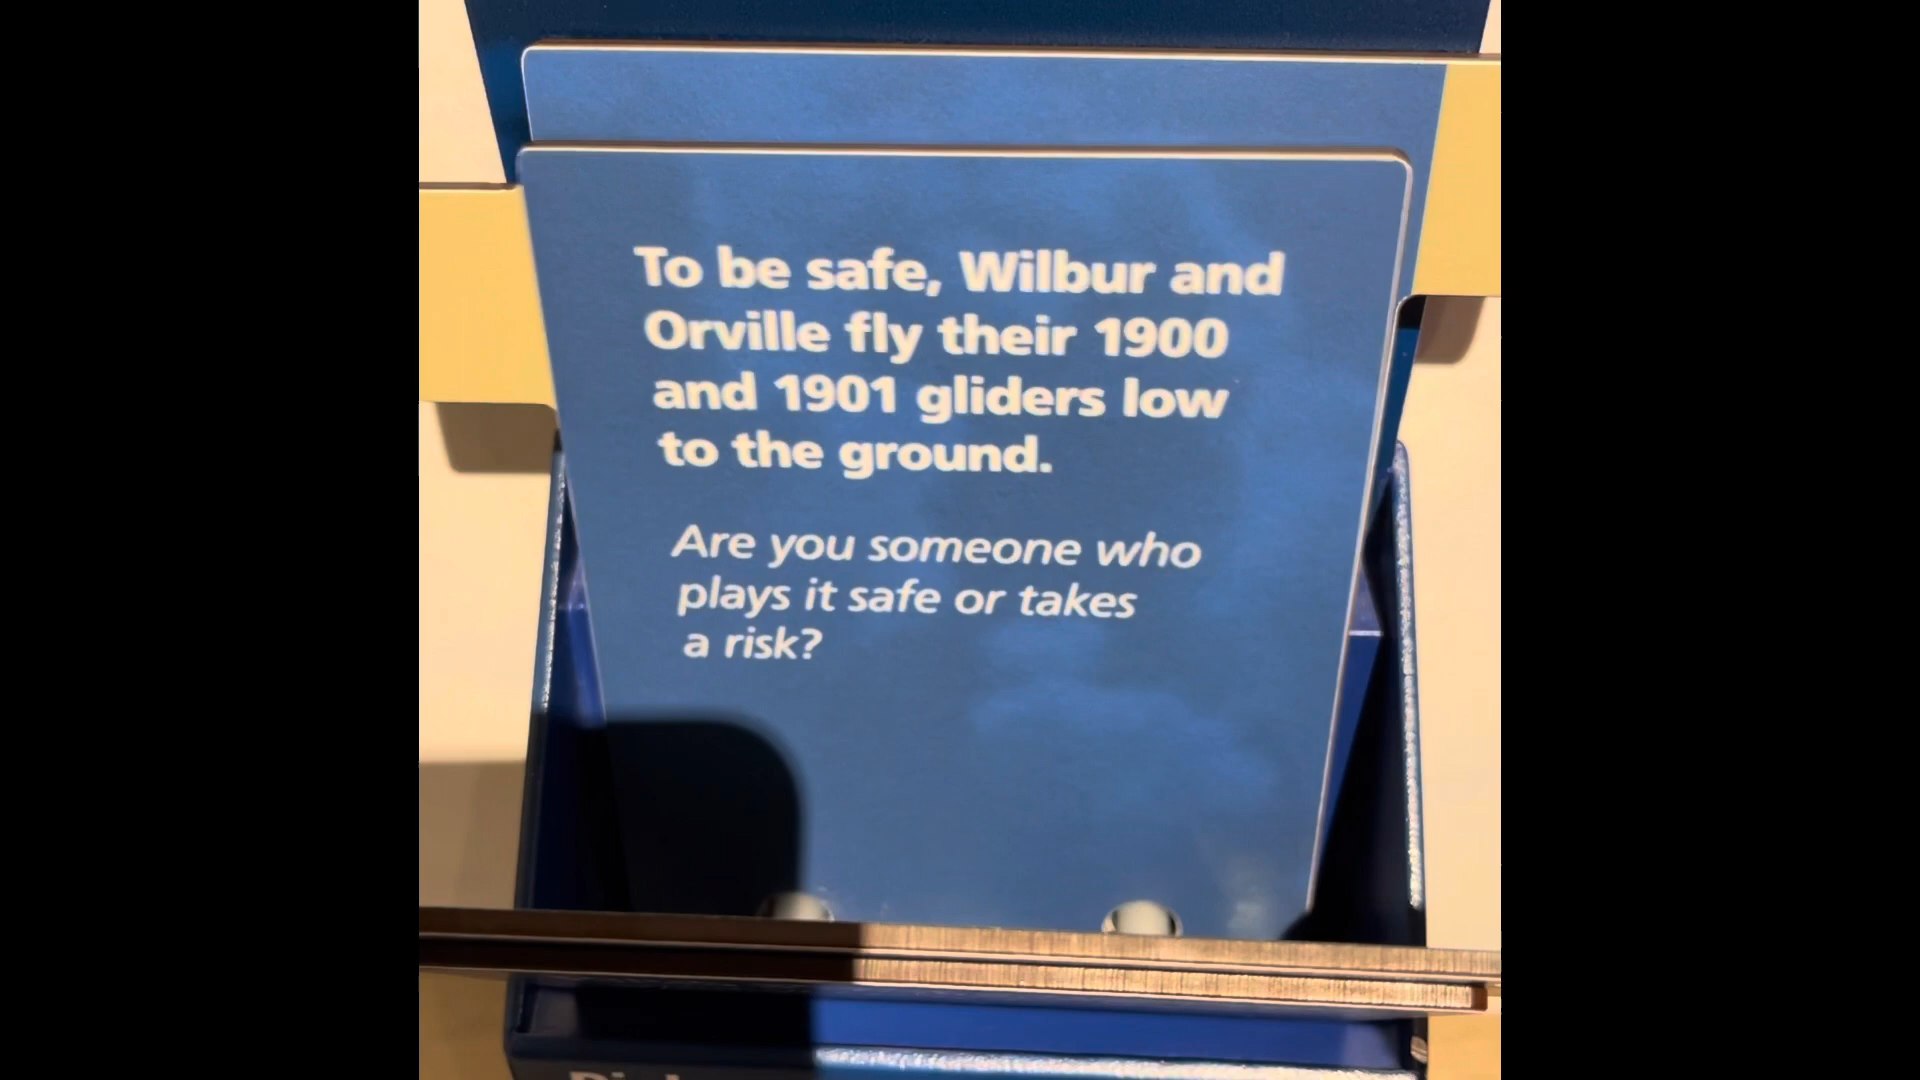 To be safe, Wilbur and
Orville fly their 1900
and 1901 gliders low
to the ground.
Are you someone who
plays it safe or takes
a risk?